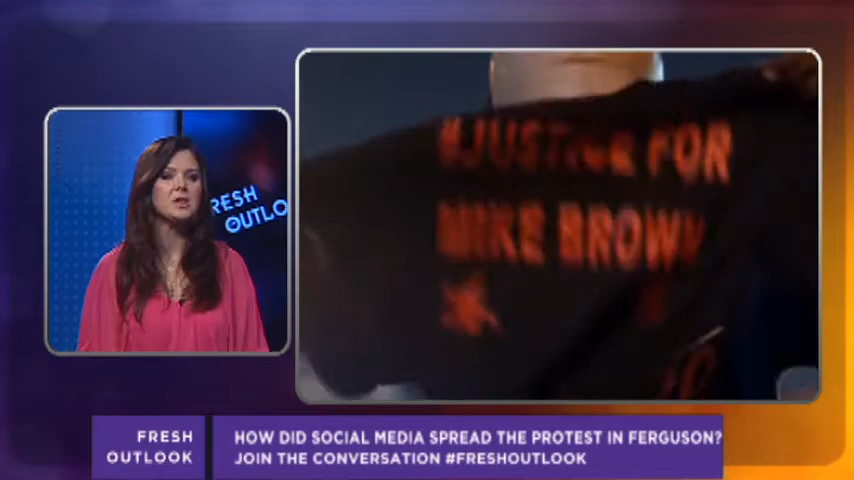 RESH
OUTLO
#JUSTICE FOR
MIKE BROWN
FRESH
OUTLOOK
HOW DID SOCIAL MEDIA SPREAD THE PROTEST IN FERGUSON?
JOIN THE CONVERSATION #FRESHOUTLOOK